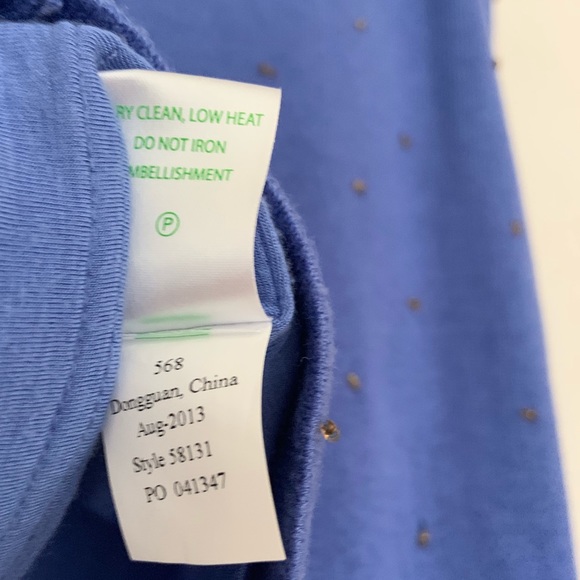 RY CLEAN, LOW HEAT
DO NOT IRON
MBELLISHMENT
P
568
Dongguan, China
Aug-2013
Style 58131
PO 041347